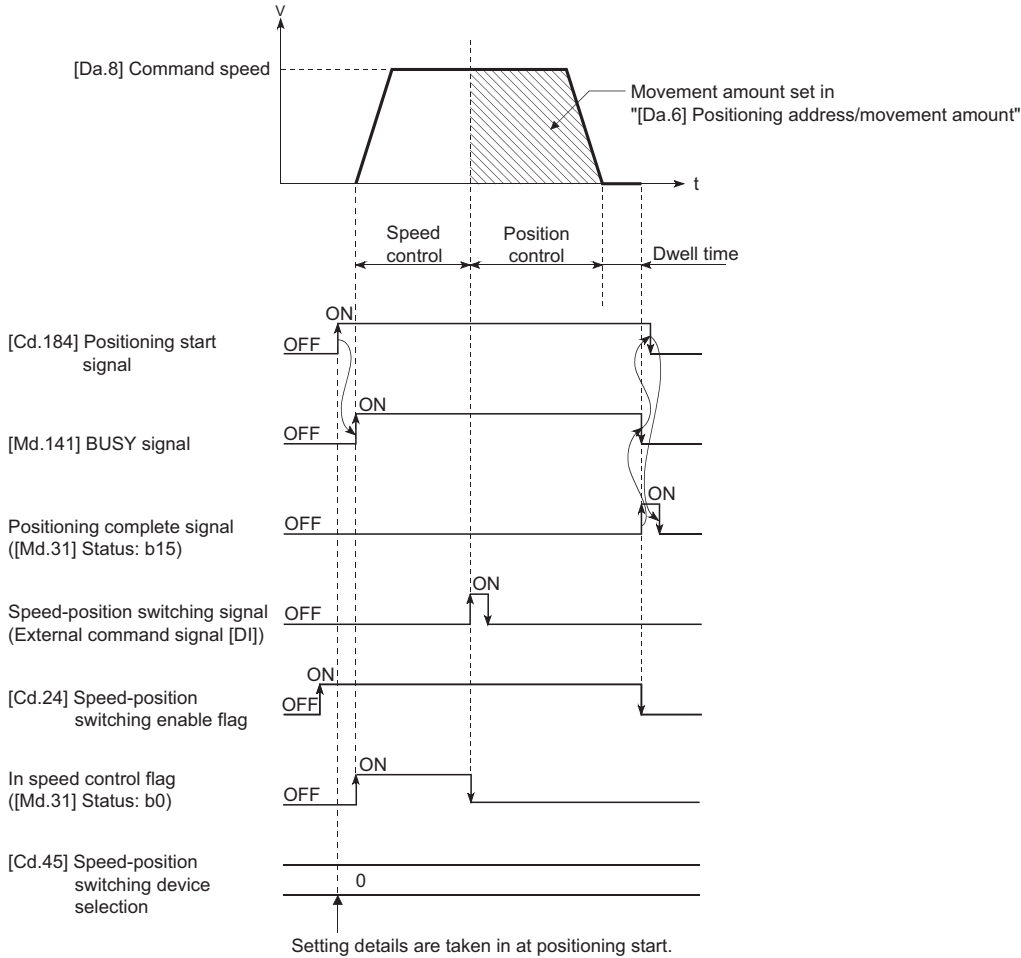 V
[Da.8] Command speed
Movement amount set in
"[Da.6] Positioning address/movement amount"
t
Speed
control
Position
control
Dwell time
ON
[Cd.184] Positioning start
signal
OFF
ON
[Md.141] BUSY signal
OFF
ON
Positioning complete signal
([Md.31] Status: b15)
OFF
ON
Speed-position switching signal
(External command signal [DI])
OFF
ON
[Cd.24] Speed-position
switching enable flag
OFF
ON
In speed control flag
([Md.31] Status: b0)
OFF
[Cd.45] Speed-position
switching device
selection
0
Setting details are taken in at positioning start.